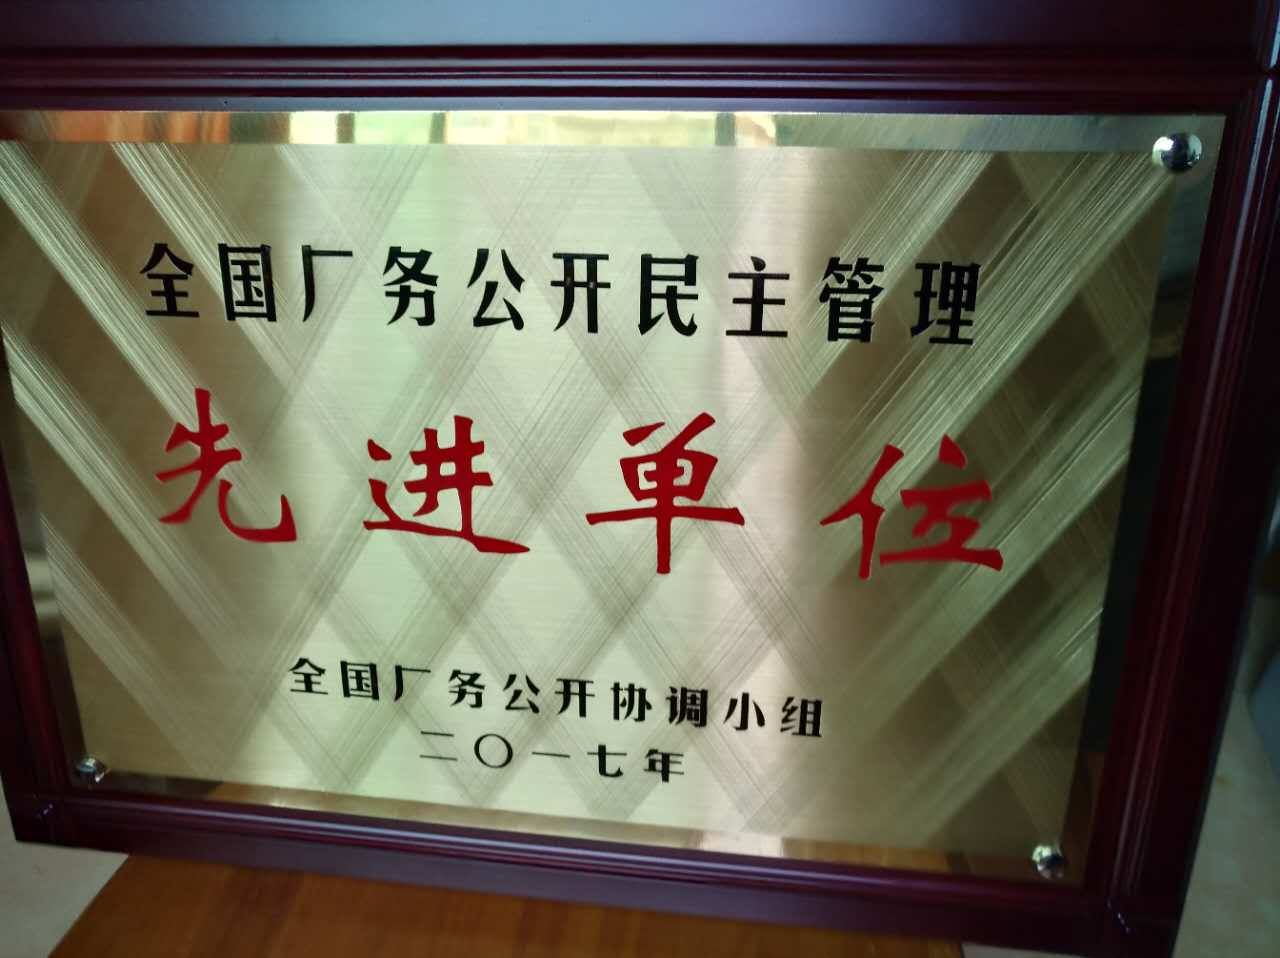 全国厂务公开民主管理
先进单位
全国厂务公开协调小组
二〇一七年